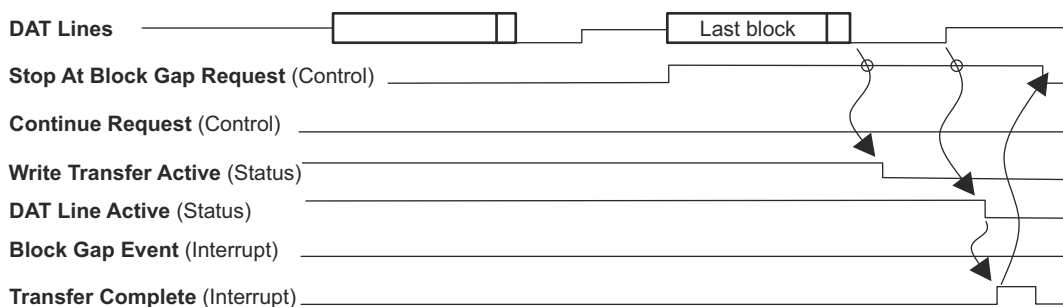 DAT Lines
Last block
Stop At Block Gap Request (Control)
Continue Request (Control)
Write Transfer Active (Status)
DAT Line Active (Status)
Block Gap Event (Interrupt)
Transfer Complete (Interrupt)